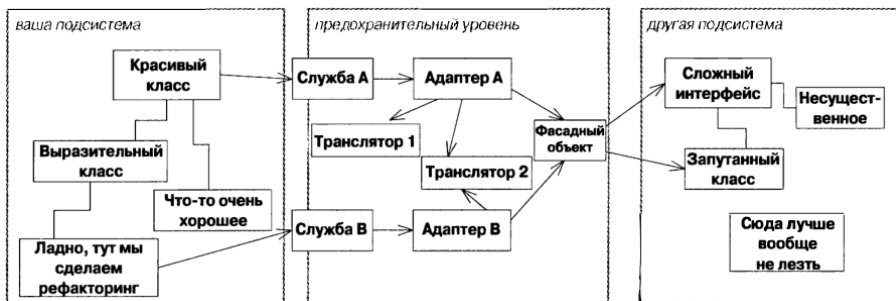 ваша подсистема
предохранительный уровень
другая подсистема
Красивый
класс
Служба А
Адаптер А
Сложный
интерфейс
Несущест-
венное
Транслятор 1
Фасадный
объект
Выразительный
класс
Транслятор 2
Запутанный
класс
Что-то очень
хорошее
Служба В
Адаптер В
Ладно, тут мы
сделаем
рефакторинг
Сюда лучше
вообще
не лезть